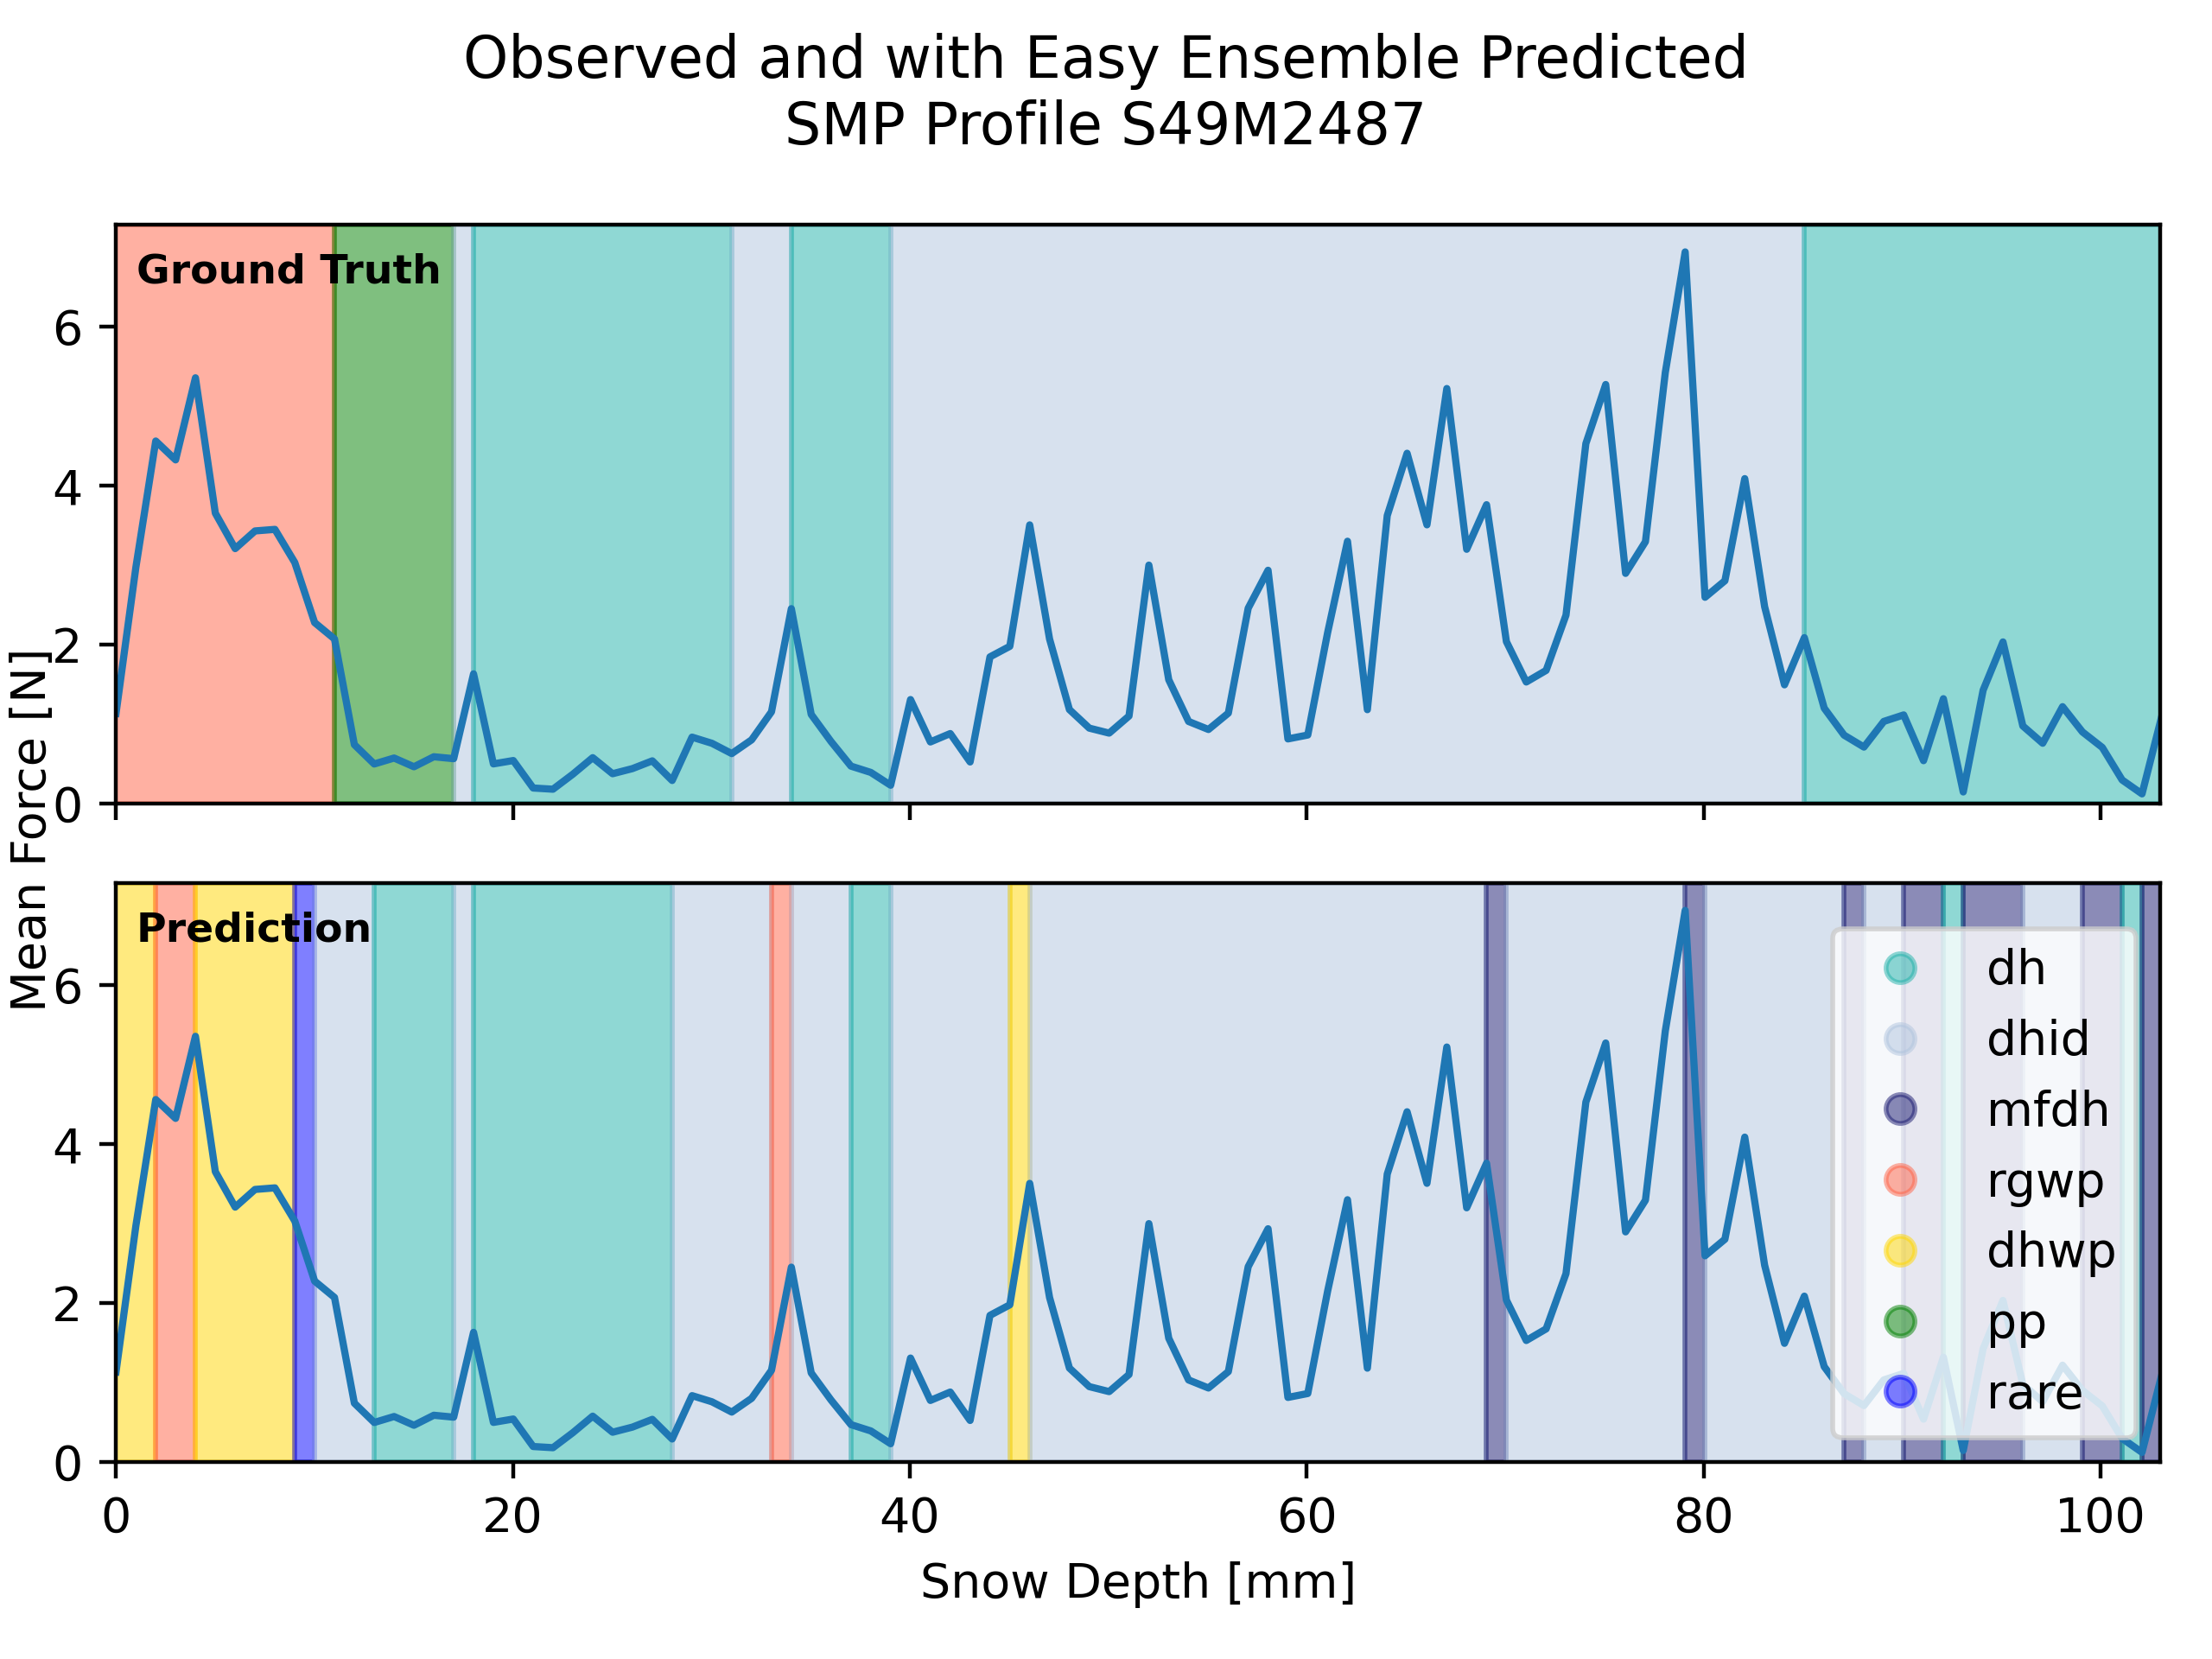 Observed and with Easy Ensemble Predicted
SMP Profile S49M2487
Mean Force [N]
Ground Truth
6
4
2
0
Prediction
6
4
2
0
dh
dhid
mfdh
rgwp
dhwp
pp
rare
0 20 40 60 80 100
Snow Depth [mm]